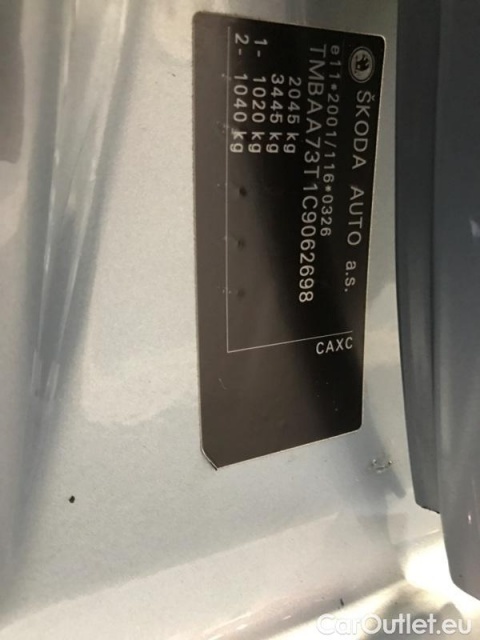 ŠKODA AUTO a.s.
e11*2001/116*0326
TMBAA73T1C9062698
2045 kg
3445 kg
1- 1020 kg
2- 1040 kg
CAXC
CarOutlet.eu